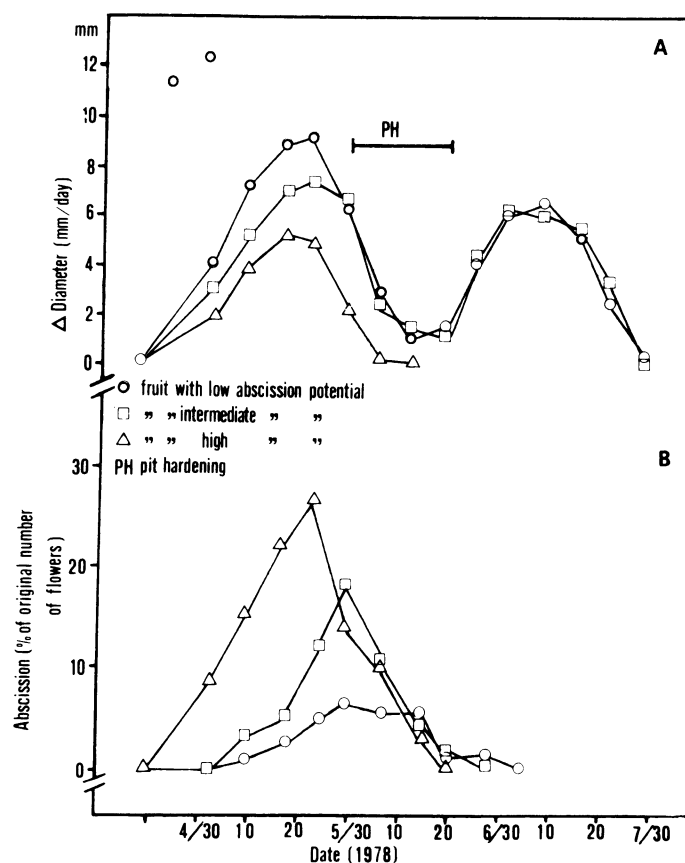 mm
A
12
10
8
6
4
2
0
Δ Diameter (mm/day)
PH
fruit with low abscission potential
" " intermediate " "
" " high " "
PH pit hardening
B
30
20
10
0
Abscission (% of original number
of flowers)
4/30 10 20 5/30 10 20 6/30 10 20 7/30
Date (1978)